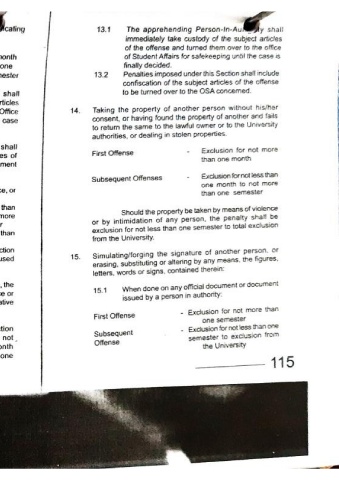 icating
month
one
mester
shall
rticles
Office
case
shall
es of
ment
ce, or
than
more
r
than
ction
used
, the
ce or
ative
tion
not
onth
one
13.1 The apprehending Person-In-Au ty shall
immediately take custody of the subject articles
of the offense and turned them over to the office
of Student Affairs for safekeeping until the case is
finally decided.
13.2 Penalties imposed under this Section shall include
confiscation of the subject articles of the offense
to be turned over to the OSA concerned.
14. Taking the property of another person without his/her
consent, or having found the property of another and fails
to return the same to the lawful owner or to the University
authorities, or dealing in stolen properties.
First Offense - Exclusion for not more
than one month
Subsequent Offenses - Exclusion for not less than
one month to not more
than one semester
Should the property be taken by means of violence
or by intimidation of any person, the penalty shall be
exclusion for not less than one semester to total exclusion
from the University.
15. Simulating/forging the signature of another person, or
erasing, substituting or altering by any means, the figures,
letters, words or signs, contained therein:
15.1 When done on any official document or document
issued by a person in authority:
First Offense - Exclusion for not more than
one semester
Subsequent - Exclusion for not less than one
Offense semester to exclusion from
the University
115